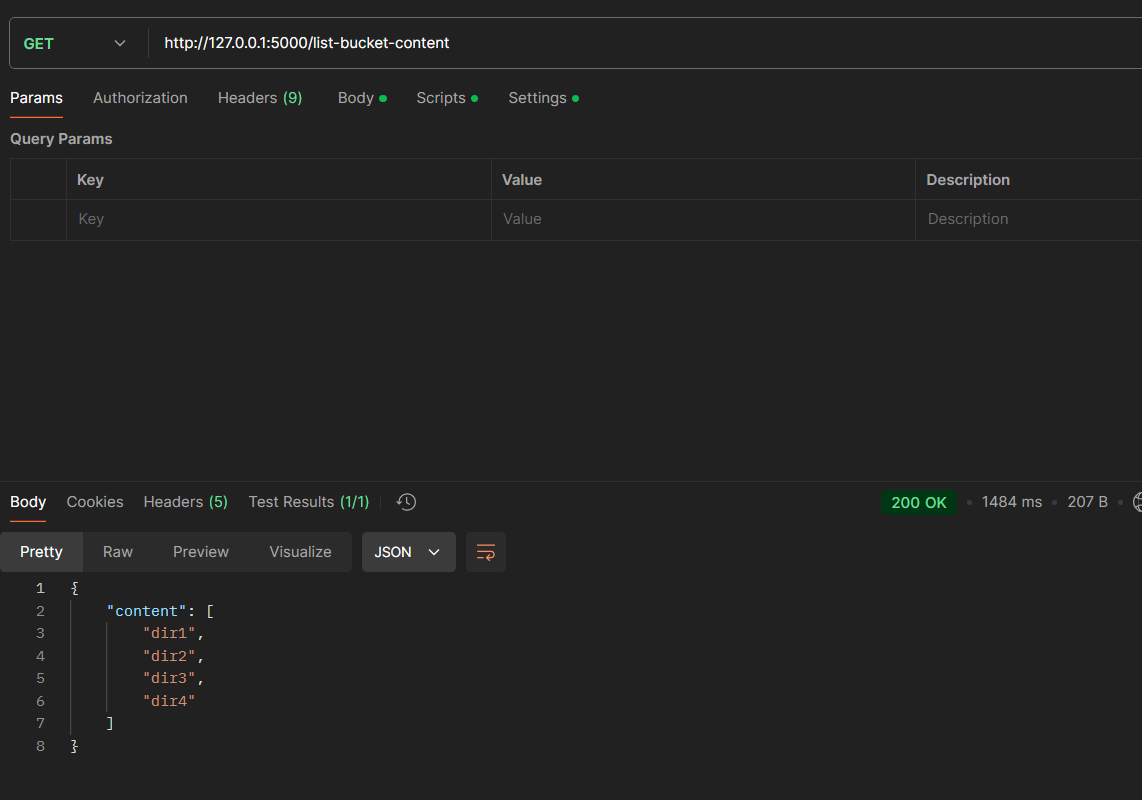 GET http://127.0.0.1:5000/list-bucket-content
Params Authorization Headers (9) Body Scripts Settings
Query Params
Key Value Description
Key Value Description
Body Cookies Headers (5) Test Results (1/1) 200 OK 1484 ms 207 B
Pretty Raw Preview Visualize JSON
1 {
2 "content": [
3 "dir1",
4 "dir2",
5 "dir3",
6 "dir4"
7 ]
8 }